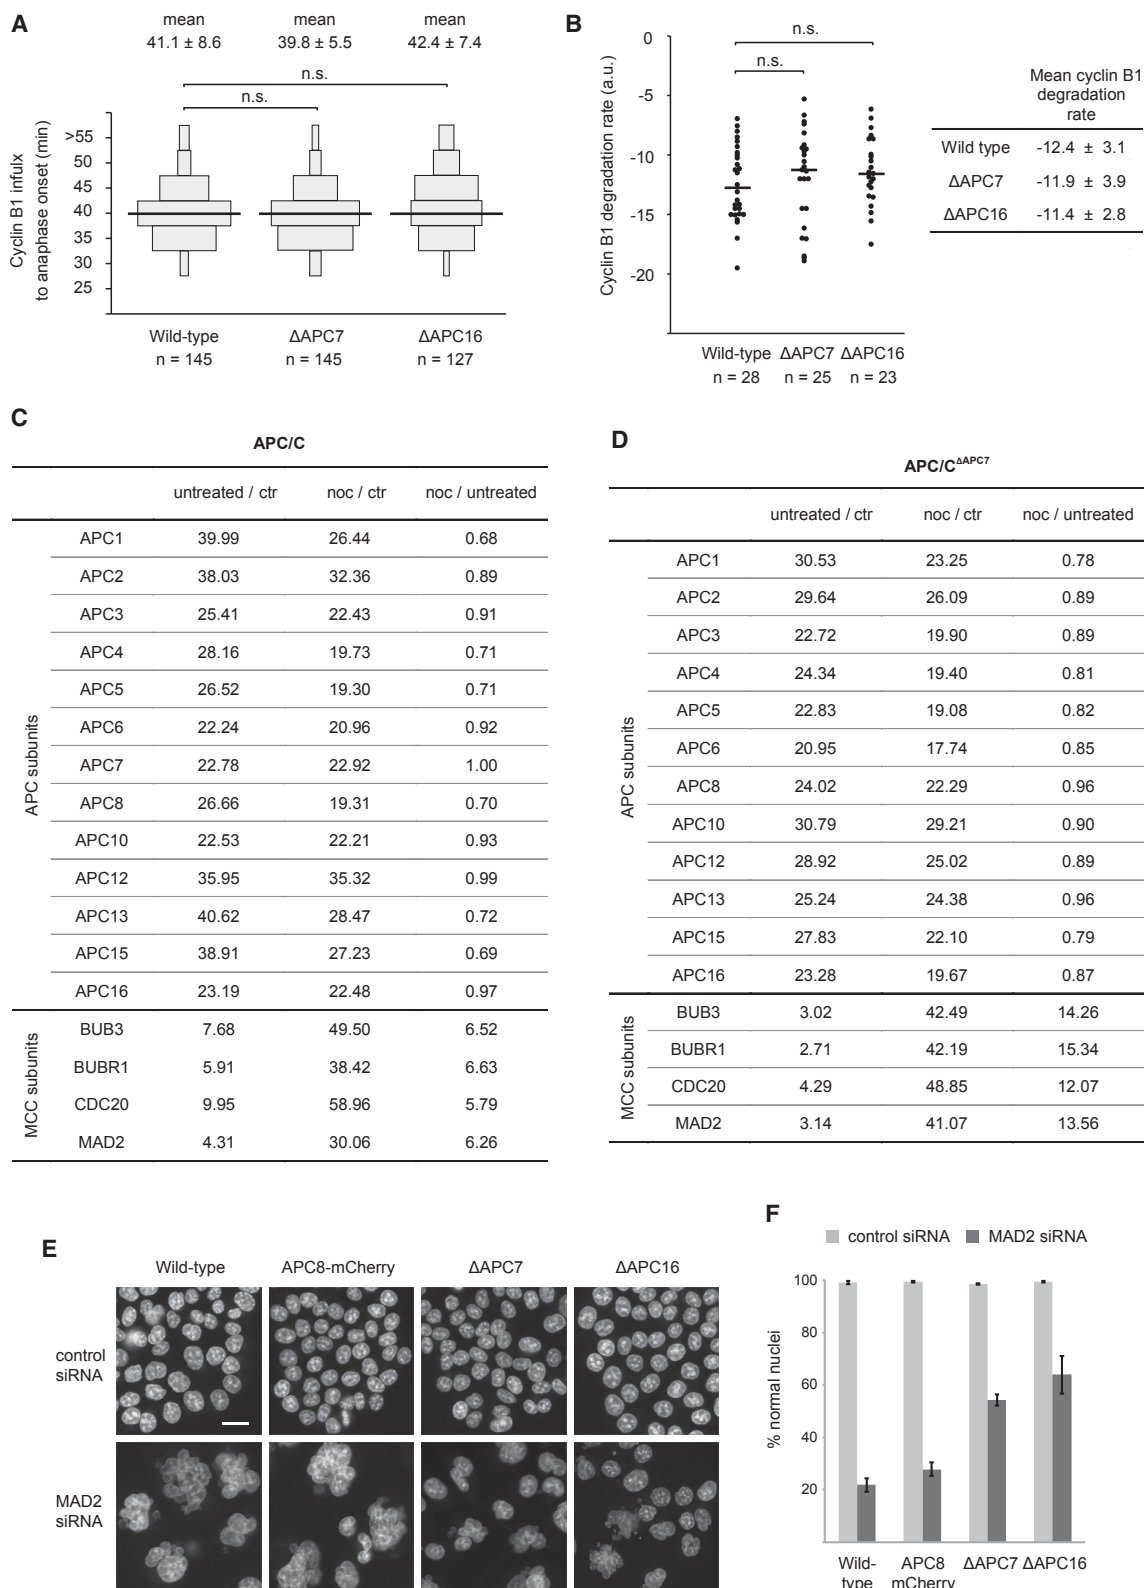 A
mean
41.1 ± 8.6
mean
39.8 ± 5.5
mean
42.4 ± 7.4
n.s.
n.s.
Cyclin B1 infulx
to anaphase onset (min)
>55
50
45
40
35
30
25
Wild-type
n = 145
ΔAPC7
n = 145
ΔAPC16
n = 127
B
n.s.
n.s.
Cyclin B1 degradation rate (a.u.)
0
-5
-10
-15
-20
Wild-type ΔAPC7 ΔAPC16
n = 28 n = 25 n = 23
Mean cyclin B1
degradation
rate
Wild type -12.4 ± 3.1
ΔAPC7 -11.9 ± 3.9
ΔAPC16 -11.4 ± 2.8
C
APC/C
untreated / ctr noc / ctr noc / untreated
APC subunits
APC1 39.99 26.44 0.68
APC2 38.03 32.36 0.89
APC3 25.41 22.43 0.91
APC4 28.16 19.73 0.71
APC5 26.52 19.30 0.71
APC6 22.24 20.96 0.92
APC7 22.78 22.92 1.00
APC8 26.66 19.31 0.70
APC10 22.53 22.21 0.93
APC12 35.95 35.32 0.99
APC13 40.62 28.47 0.72
APC15 38.91 27.23 0.69
APC16 23.19 22.48 0.97
MCC subunits
BUB3 7.68 49.50 6.52
BUBR1 5.91 38.42 6.63
CDC20 9.95 58.96 5.79
MAD2 4.31 30.06 6.26
D
APC/CΔAPC7
untreated / ctr noc / ctr noc / untreated
APC subunits
APC1 30.53 23.25 0.78
APC2 29.64 26.09 0.89
APC3 22.72 19.90 0.89
APC4 24.34 19.40 0.81
APC5 22.83 19.08 0.82
APC6 20.95 17.74 0.85
APC8 24.02 22.29 0.96
APC10 30.79 29.21 0.90
APC12 28.92 25.02 0.89
APC13 25.24 24.38 0.96
APC15 27.83 22.10 0.79
APC16 23.28 19.67 0.87
MCC subunits
BUB3 3.02 42.49 14.26
BUBR1 2.71 42.19 15.34
CDC20 4.29 48.85 12.07
MAD2 3.14 41.07 13.56
E
Wild-type APC8-mCherry ΔAPC7 ΔAPC16
control
siRNA
MAD2
siRNA
F
control siRNA MAD2 siRNA
% normal nuclei
100
80
60
40
20
Wild-
type
APC8
mCherry
ΔAPC7 ΔAPC16